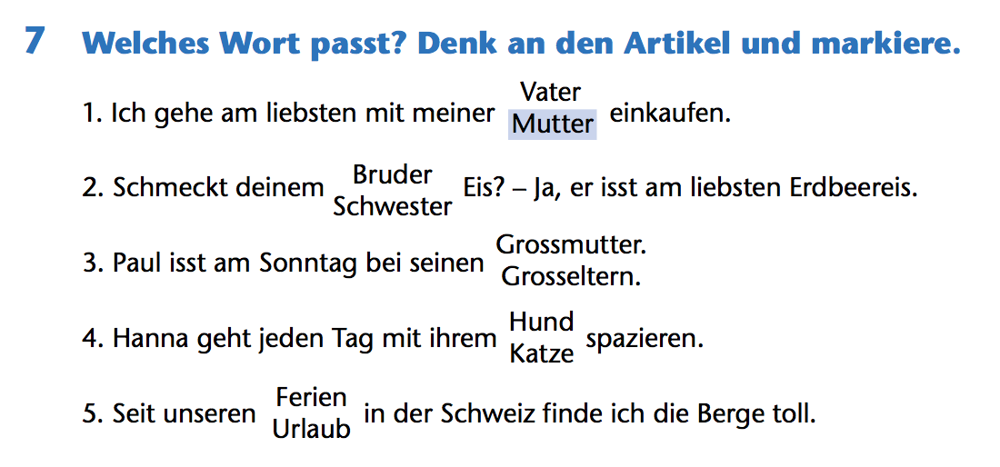 7 Welches Wort passt? Denk an den Artikel und markiere.
Vater
1. Ich gehe am liebsten mit meiner einkaufen.
Mutter
Bruder
2. Schmeckt deinem Eis? – Ja, er isst am liebsten Erdbeereis.
Schwester
Grossmutter.
3. Paul isst am Sonntag bei seinen
Grosseltern.
Hund
4. Hanna geht jeden Tag mit ihrem spazieren.
Katze
Ferien
5. Seit unseren in der Schweiz finde ich die Berge toll.
Urlaub